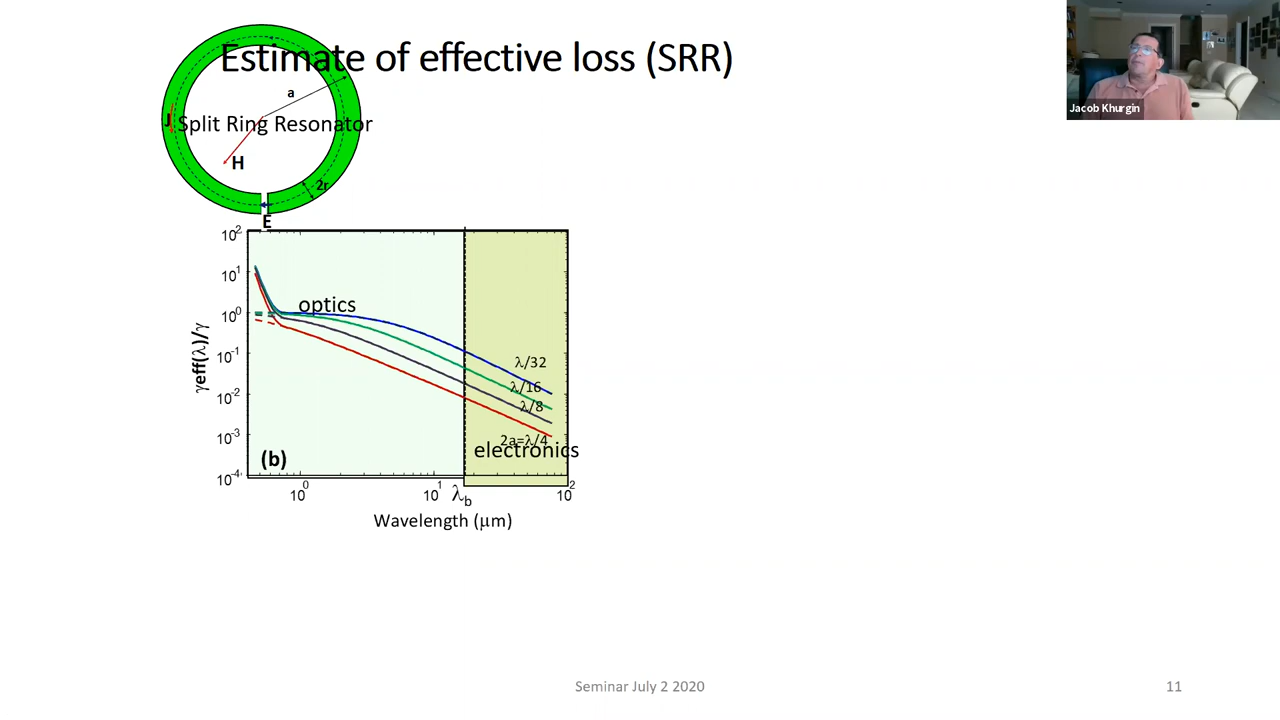 Estimate of effective loss (SRR)
a
J
Split Ring Resonator
H
2r
E
Jacob Khurgin
10²
10¹
10⁰
10⁻¹
10⁻²
10⁻³
10⁻⁴
γeff(λ)/γ
optics
λ/32
λ/16
λ/8
2a=λ/4
electronics
(b)
10⁰
10¹
λb
10²
Wavelength (μm)
Seminar July 2 2020
11